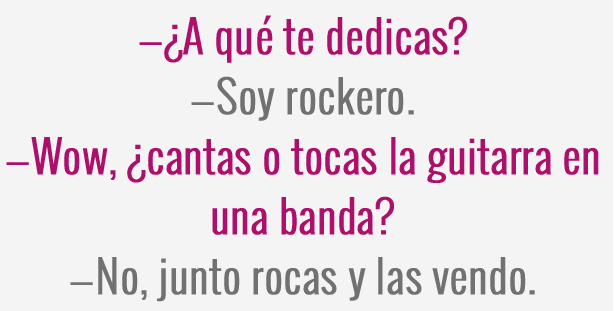 –¿A qué te dedicas?
–Soy rockero.
–Wow, ¿cantas o tocas la guitarra en
una banda?
–No, junto rocas y las vendo.